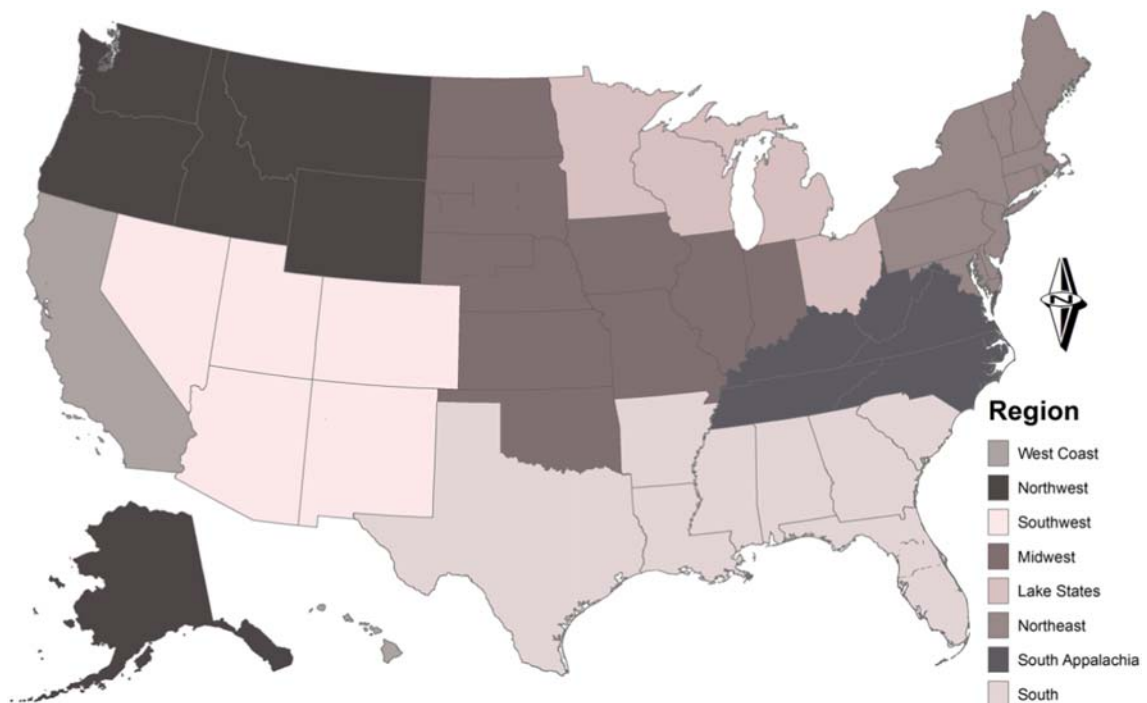 N
Region
West Coast
Northwest
Southwest
Midwest
Lake States
Northeast
South Appalachia
South